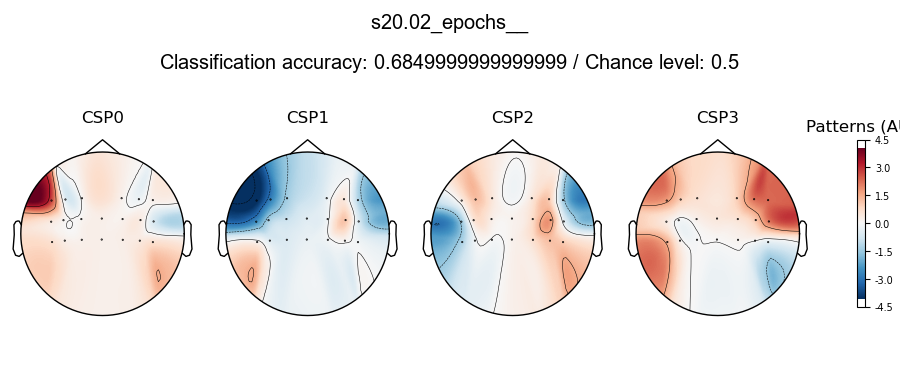 s20.02_epochs__
Classification accuracy: 0.6849999999999999 / Chance level: 0.5
CSP0 CSP1 CSP2 CSP3
Patterns (AU
4.5
3.0
1.5
0.0
-1.5
-3.0
-4.5